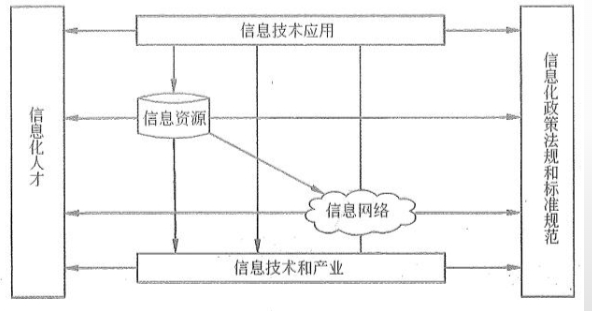 信息技术应用
信息化人才
信息资源
信息网络
信息技术和产业
信息化政策法规和标准规范